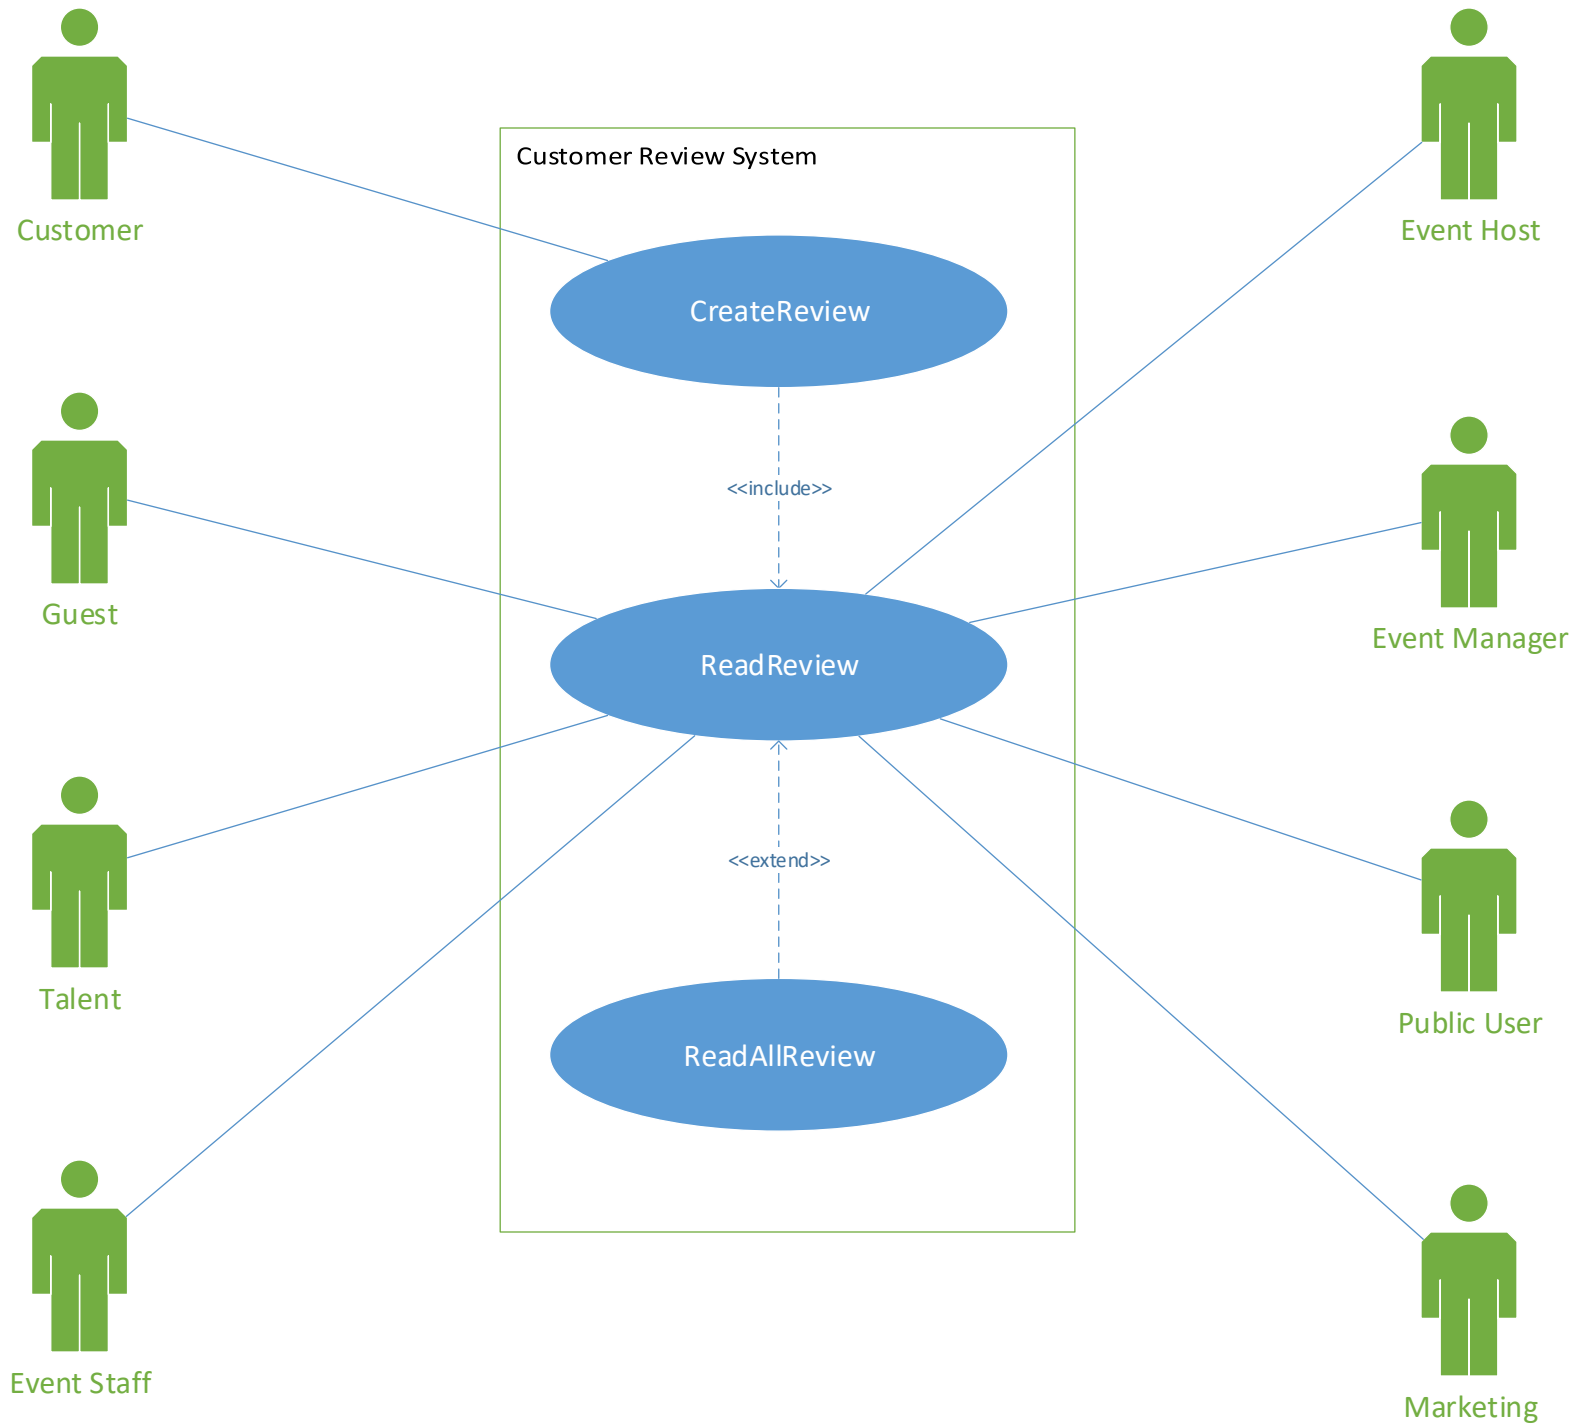 Customer Review System
Customer
Event Host
CreateReview
<<include>>
Guest
Event Manager
ReadReview
<<extend>>
Talent
Public User
ReadAllReview
Event Staff
Marketing